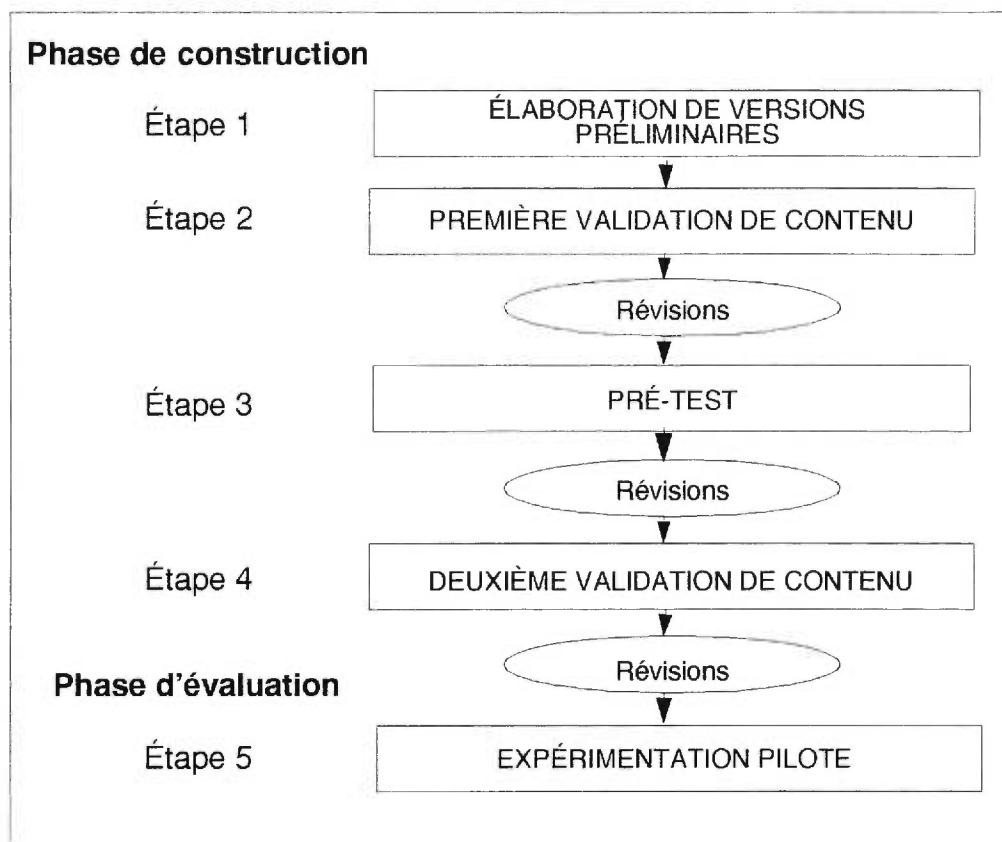 Phase de construction
Étape 1
ÉLABORATION DE VERSIONS
PRÉLIMINAIRES
Étape 2
PREMIÈRE VALIDATION DE CONTENU
Révisions
Étape 3
PRÉ-TEST
Révisions
Étape 4
DEUXIÈME VALIDATION DE CONTENU
Révisions
Phase d'évaluation
Étape 5
EXPÉRIMENTATION PILOTE